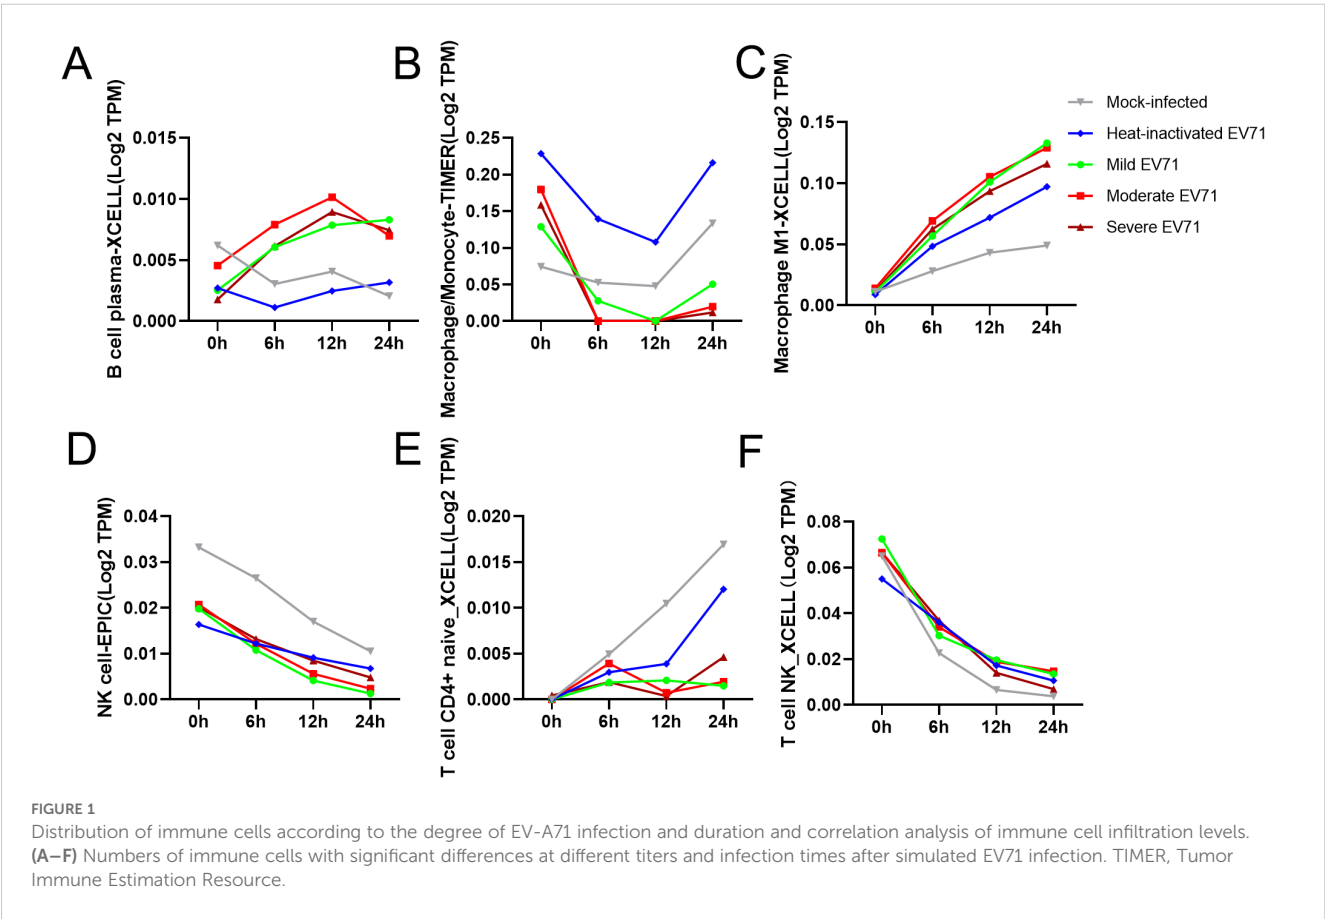 A
B cell plasma-XCELL(Log2 TPM)
0.015
0.010
0.005
0.000
0h 6h 12h 24h
B
Macrophage/Monocyte-TIMER(Log2 TPM)
0.25
0.20
0.15
0.10
0.05
0.00
0h 6h 12h 24h
C
Macrophage M1-XCELL(Log2 TPM)
0.15
0.10
0.05
0.00
0h 6h 12h 24h
Mock-infected
Heat-inactivated EV71
Mild EV71
Moderate EV71
Severe EV71
D
NK cell-EPIC(Log2 TPM)
0.04
0.03
0.02
0.01
0.00
0h 6h 12h 24h
E
T cell CD4+ naive_XCELL(Log2 TPM)
0.020
0.015
0.010
0.005
0.000
0h 6h 12h 24h
F
T cell NK_XCELL(Log2 TPM)
0.08
0.06
0.04
0.02
0.00
0h 6h 12h 24h
FIGURE 1
Distribution of immune cells according to the degree of EV-A71 infection and duration and correlation analysis of immune cell infiltration levels.
(A–F) Numbers of immune cells with significant differences at different titers and infection times after simulated EV71 infection. TIMER, Tumor
Immune Estimation Resource.